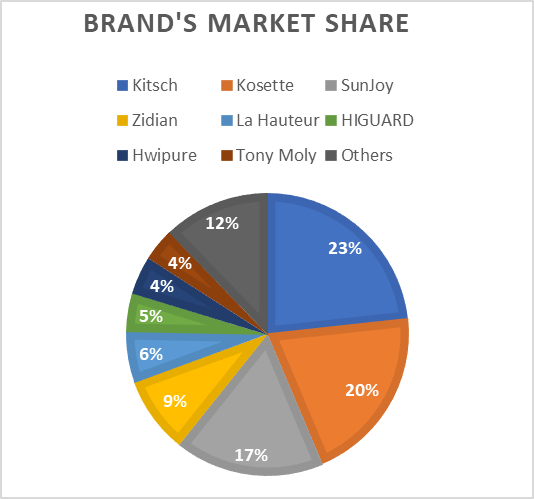 BRAND'S MARKET SHARE
Kitsch Kosette SunJoy
Zidian La Hauteur HIGUARD
Hwipure Tony Moly Others
12%
23%
4%
4%
5%
6%
20%
9%
17%